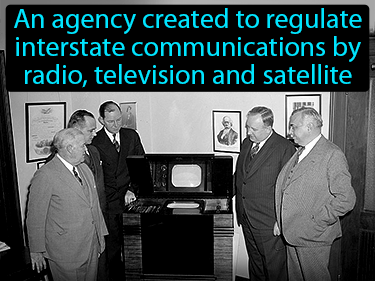 An agency created to regulate
interstate communications by
radio, television and satellite